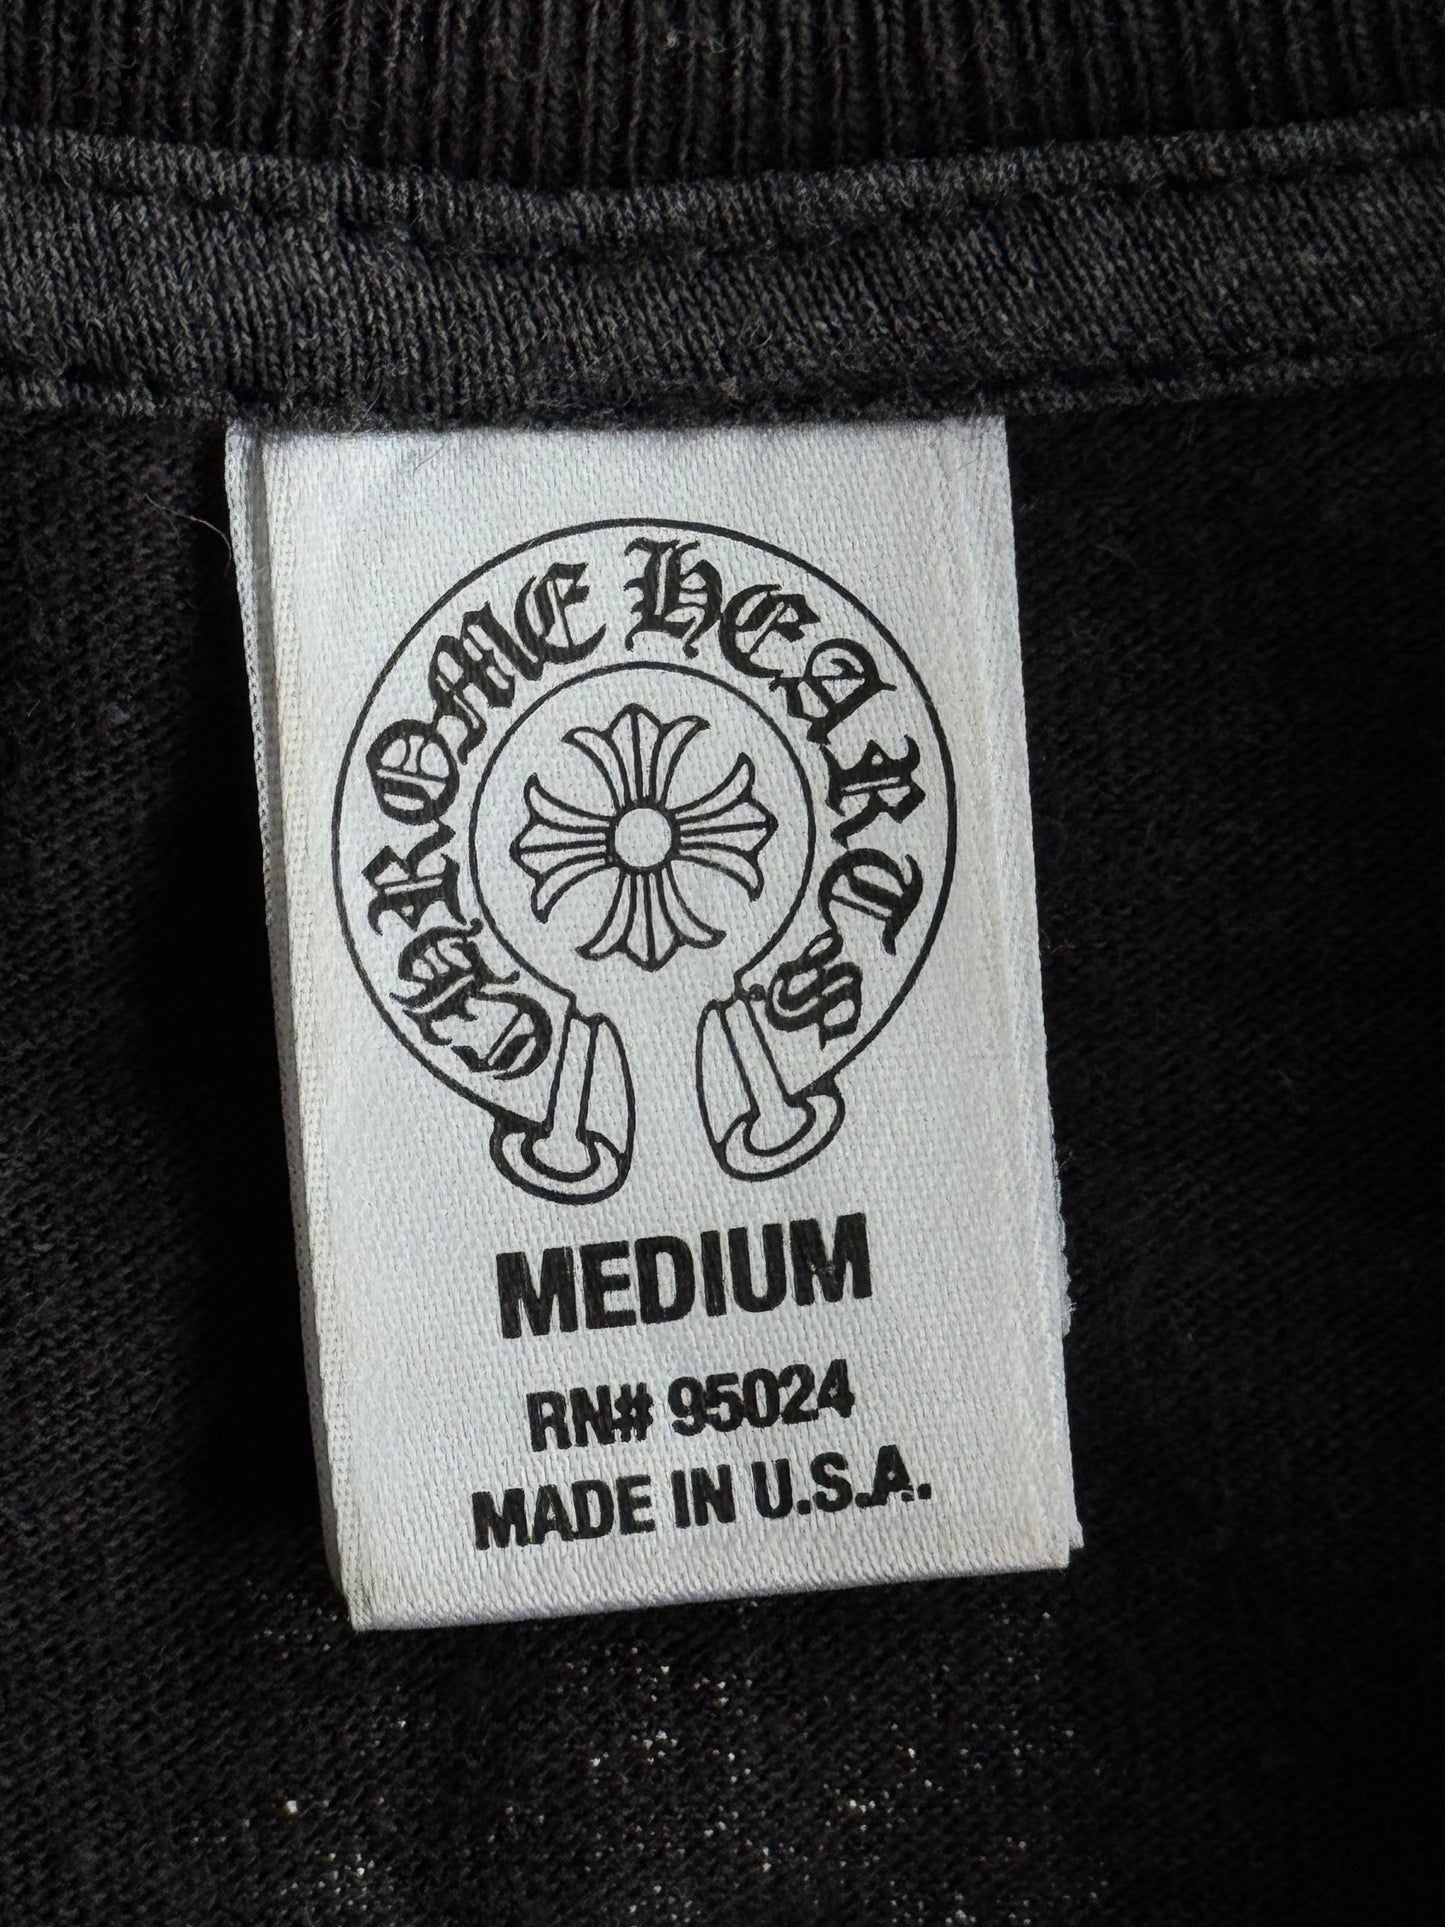 CHROME HEARTS
MEDIUM
RN# 95024
MADE IN U.S.A.